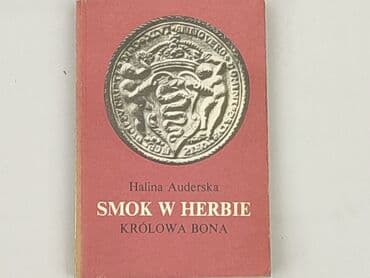 Halina Auderska
SMOK W HERBIE
KRÓLOWA BONA